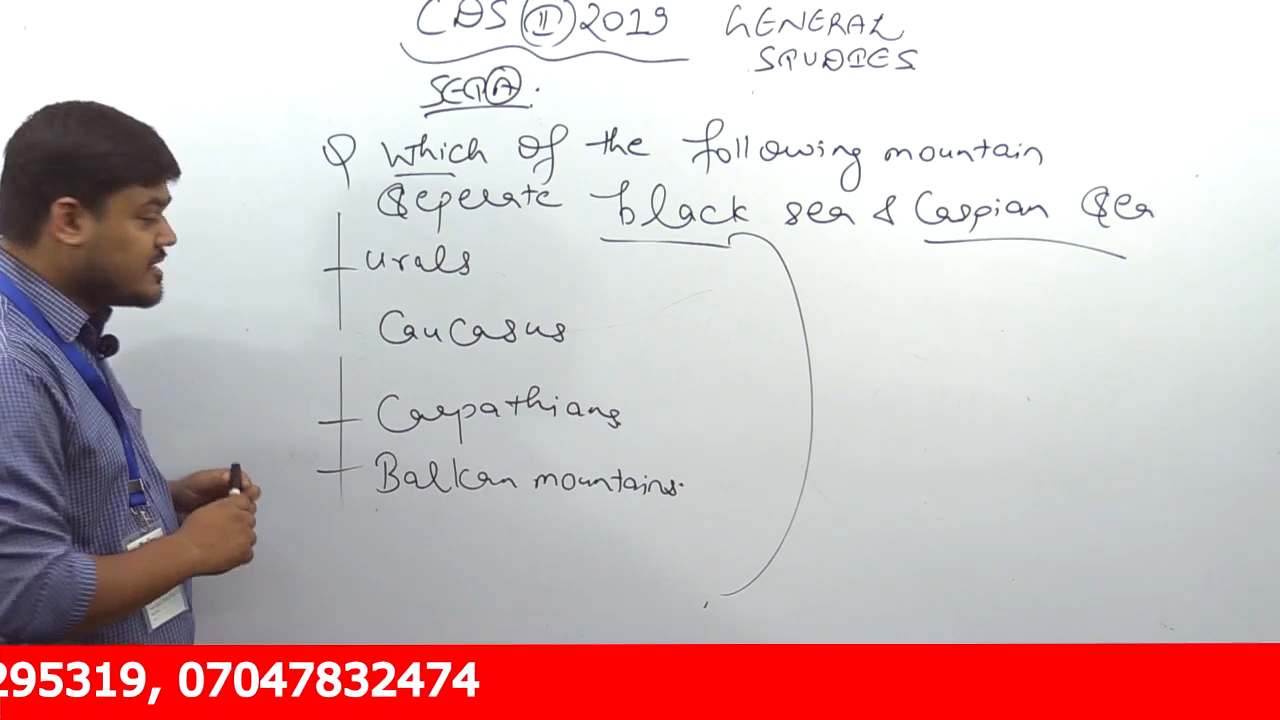 CDS II 2019 GENERAL
STUDIES
SET A.
Q Which of the following mountain
Seperate black sea & Caspian Sea
urals
Caucasus
Carpathians
Balkan mountains.
295319, 07047832474